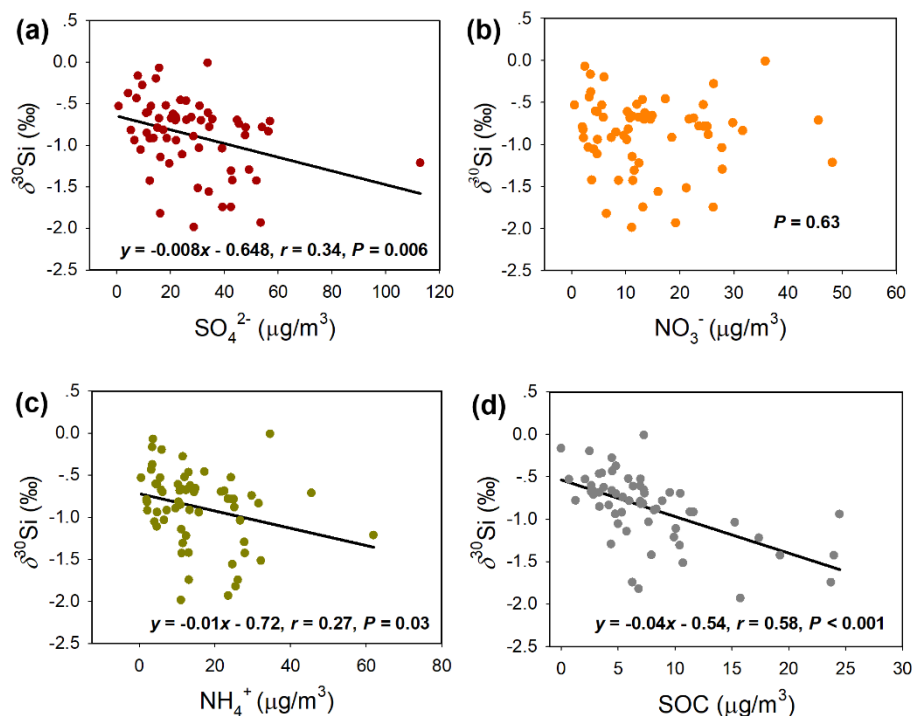 (a)
.5
0.0
-0.5
-1.0
-1.5
-2.0
-2.5
δ³⁰Si (‰)
y = -0.008x - 0.648, r = 0.34, P = 0.006
0 20 40 60 80 100 120
SO₄²⁻ (μg/m³)
(b)
.5
0.0
-0.5
-1.0
-1.5
-2.0
-2.5
δ³⁰Si (‰)
P = 0.63
0 10 20 30 40 50 60
NO₃⁻ (μg/m³)
(c)
.5
0.0
-0.5
-1.0
-1.5
-2.0
-2.5
δ³⁰Si (‰)
y = -0.01x - 0.72, r = 0.27, P = 0.03
0 20 40 60 80
NH₄⁺ (μg/m³)
(d)
.5
0.0
-0.5
-1.0
-1.5
-2.0
-2.5
δ³⁰Si (‰)
y = -0.04x - 0.54, r = 0.58, P < 0.001
0 5 10 15 20 25 30
SOC (μg/m³)